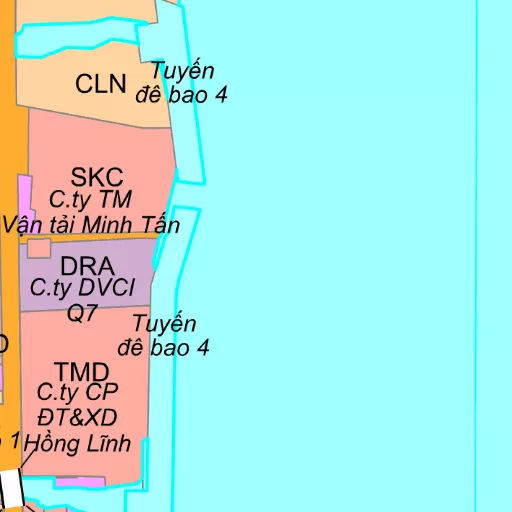 CLN
Tuyến
đê bao 4
SKC
C.ty TM
Vận tải Minh Tấn
DRA
C.ty DVCI
Q7
Tuyến
đê bao 4
TMD
C.ty CP
ĐT&XD
Hồng Lĩnh
1